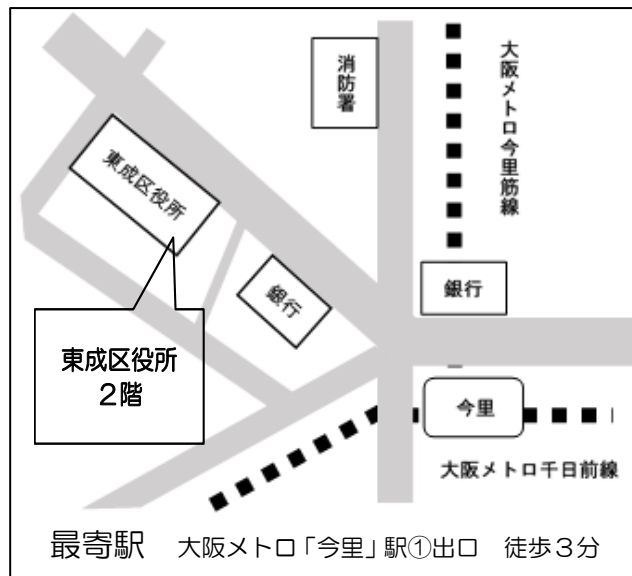 消防署
大阪メトロ今里筋線
東成区役所
銀行
銀行
東成区役所
２階
今里
大阪メトロ千日前線
最寄駅　大阪メトロ「今里」駅①出口　徒歩３分